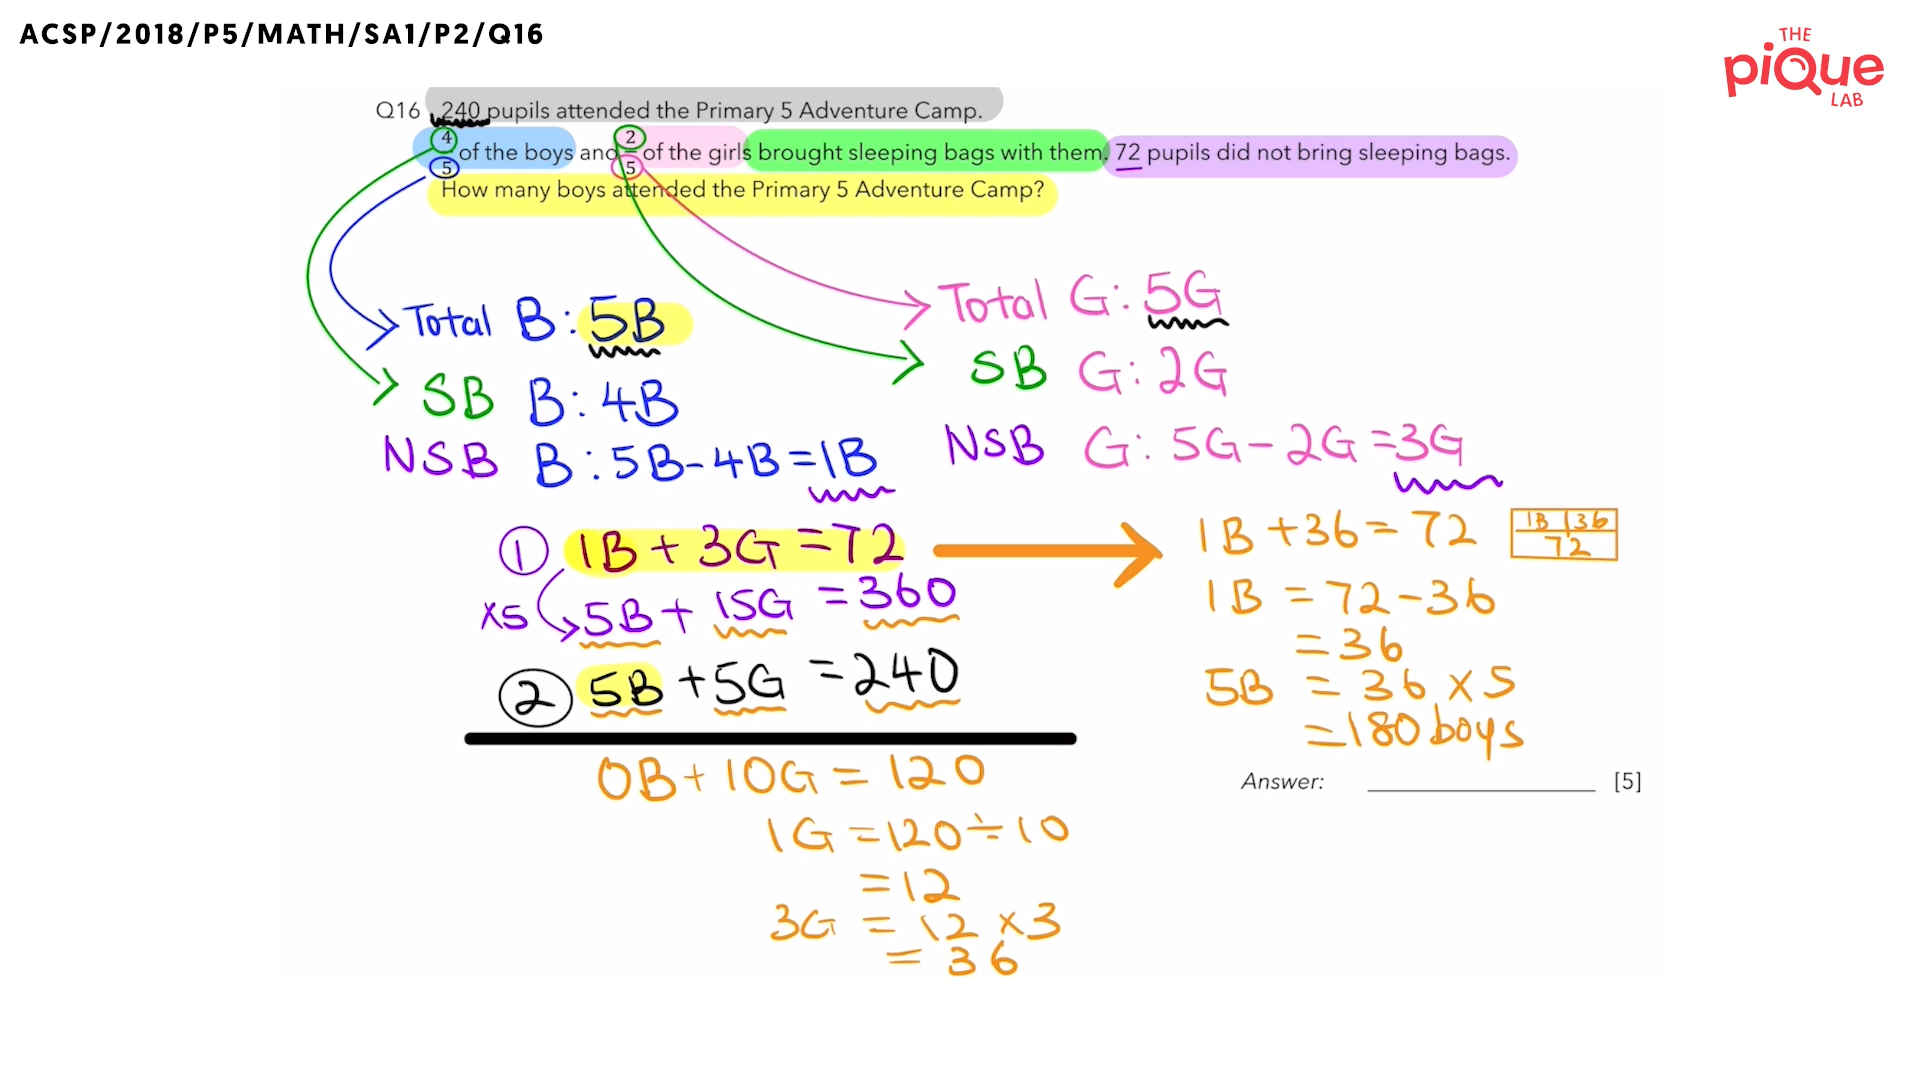 ACSP/2018/P5/MATH/SA1/P2/Q16
THE
piQue
LAB
Q16 240 pupils attended the Primary 5 Adventure Camp.
4/5 of the boys and 2/5 of the girls brought sleeping bags with them. 72 pupils did not bring sleeping bags.
How many boys attended the Primary 5 Adventure Camp?
Total B: 5B
SB B: 4B
NSB B: 5B-4B=1B
Total G: 5G
SB G: 2G
NSB G: 5G-2G=3G
① 1B + 3G = 72
x5 5B + 15G = 360
② 5B + 5G = 240
0B + 10G = 120
1G = 120÷10
= 12
3G = 12 x 3
= 36
1B + 36 = 72
1B 36
72
1B = 72-36
= 36
5B = 36 x 5
= 180 boys
Answer: ____________ [5]